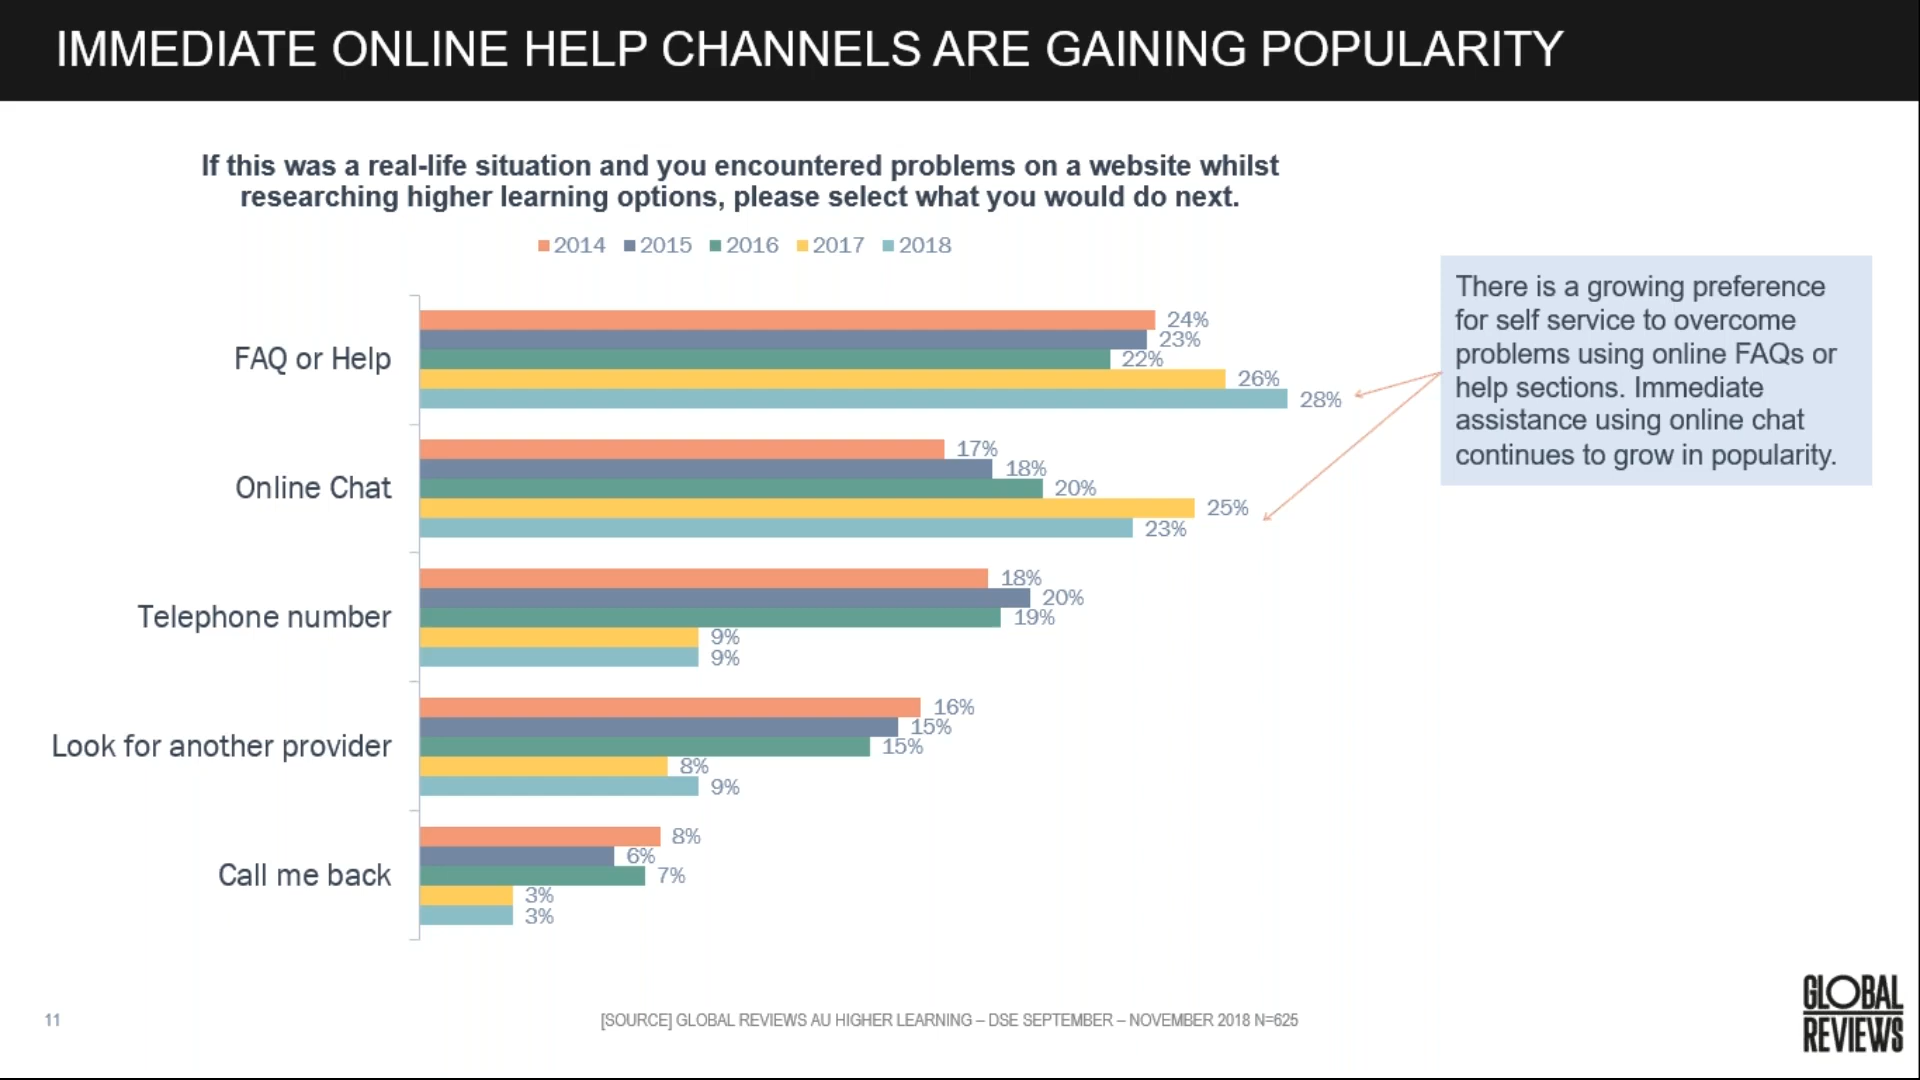 IMMEDIATE ONLINE HELP CHANNELS ARE GAINING POPULARITY
If this was a real-life situation and you encountered problems on a website whilst
researching higher learning options, please select what you would do next.
2014 2015 2016 2017 2018
FAQ or Help
24%
23%
22%
26%
28%
Online Chat
17%
18%
20%
25%
23%
Telephone number
18%
20%
19%
9%
9%
Look for another provider
16%
15%
15%
8%
9%
Call me back
8%
6%
7%
3%
3%
There is a growing preference
for self service to overcome
problems using online FAQs or
help sections. Immediate
assistance using online chat
continues to grow in popularity.
11
[SOURCE] GLOBAL REVIEWS AU HIGHER LEARNING – DSE SEPTEMBER – NOVEMBER 2018 N=625
GLOBAL
REVIEWS